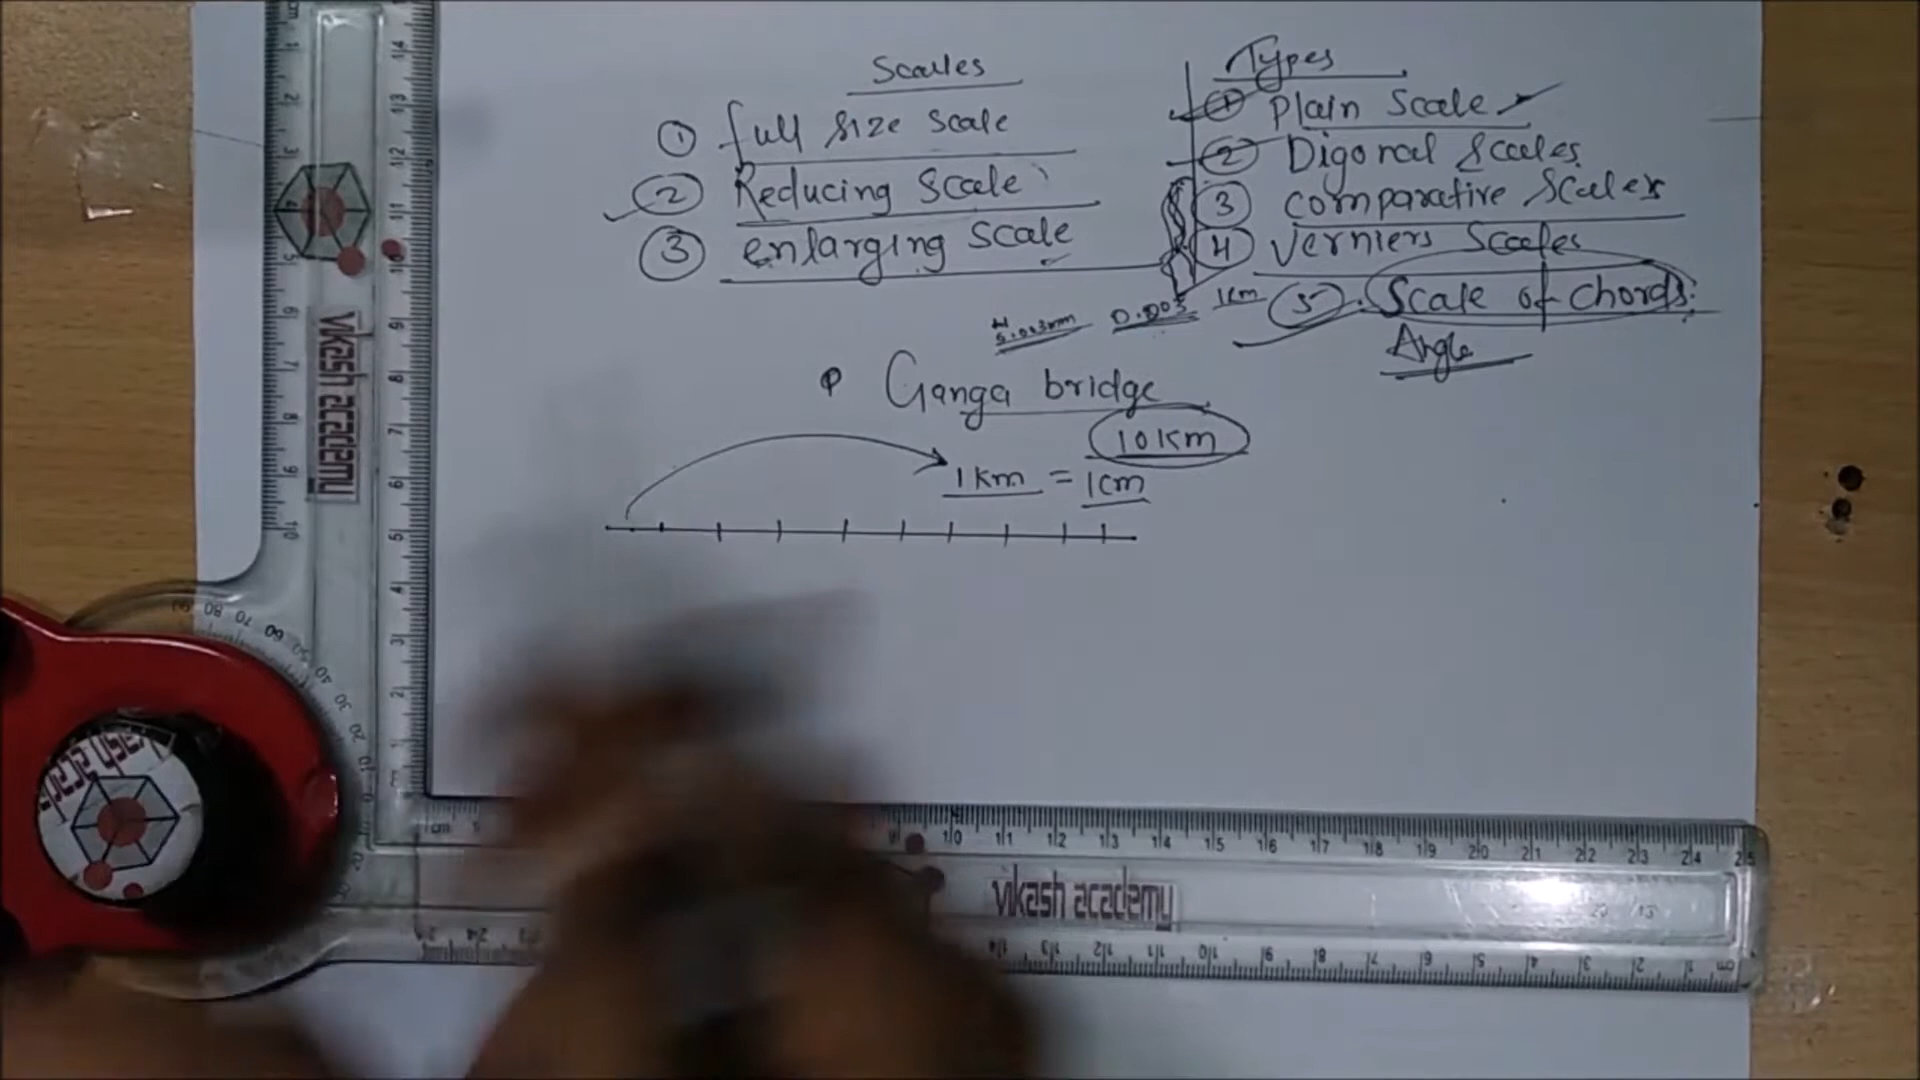 Scalles
① full size scale
② Reducing Scale
③ enlarging scale
Types
① Plain Scale
② Digonal Scales
③ comparative Scales
④ Verniers Scales
⑤ Scale of chords.
Angle
0.003 1km
Ganga bridge
10km
1km = 1cm
vikash academy
vikash academy